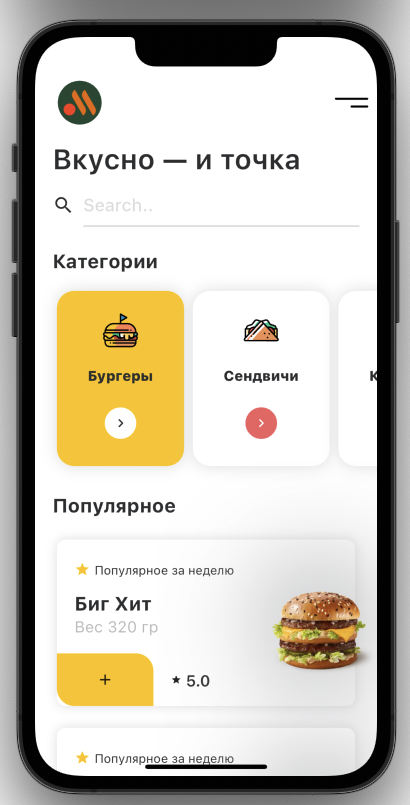 Вкусно — и точка
Search..
Категории
Бургеры
Сендвичи
Популярное
Популярное за неделю
Биг Хит
Вес 320 гр
+
5.0
Популярное за неделю